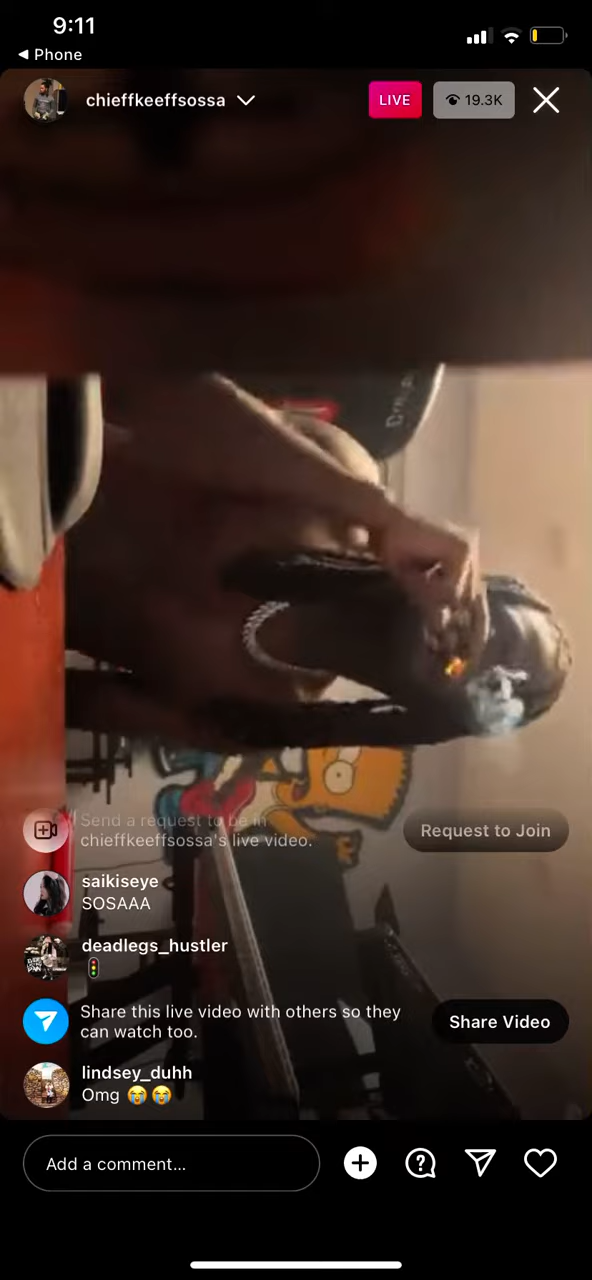 9:11
◀ Phone
chieffkeeffsossa
LIVE
19.3K
Send a request to be in
chieffkeeffsossa's live video.
Request to Join
saikiseye
SOSAAA
deadlegs_hustler
🚦
Share this live video with others so they
can watch too.
Share Video
lindsey_duhh
Omg 😭😭
Add a comment...